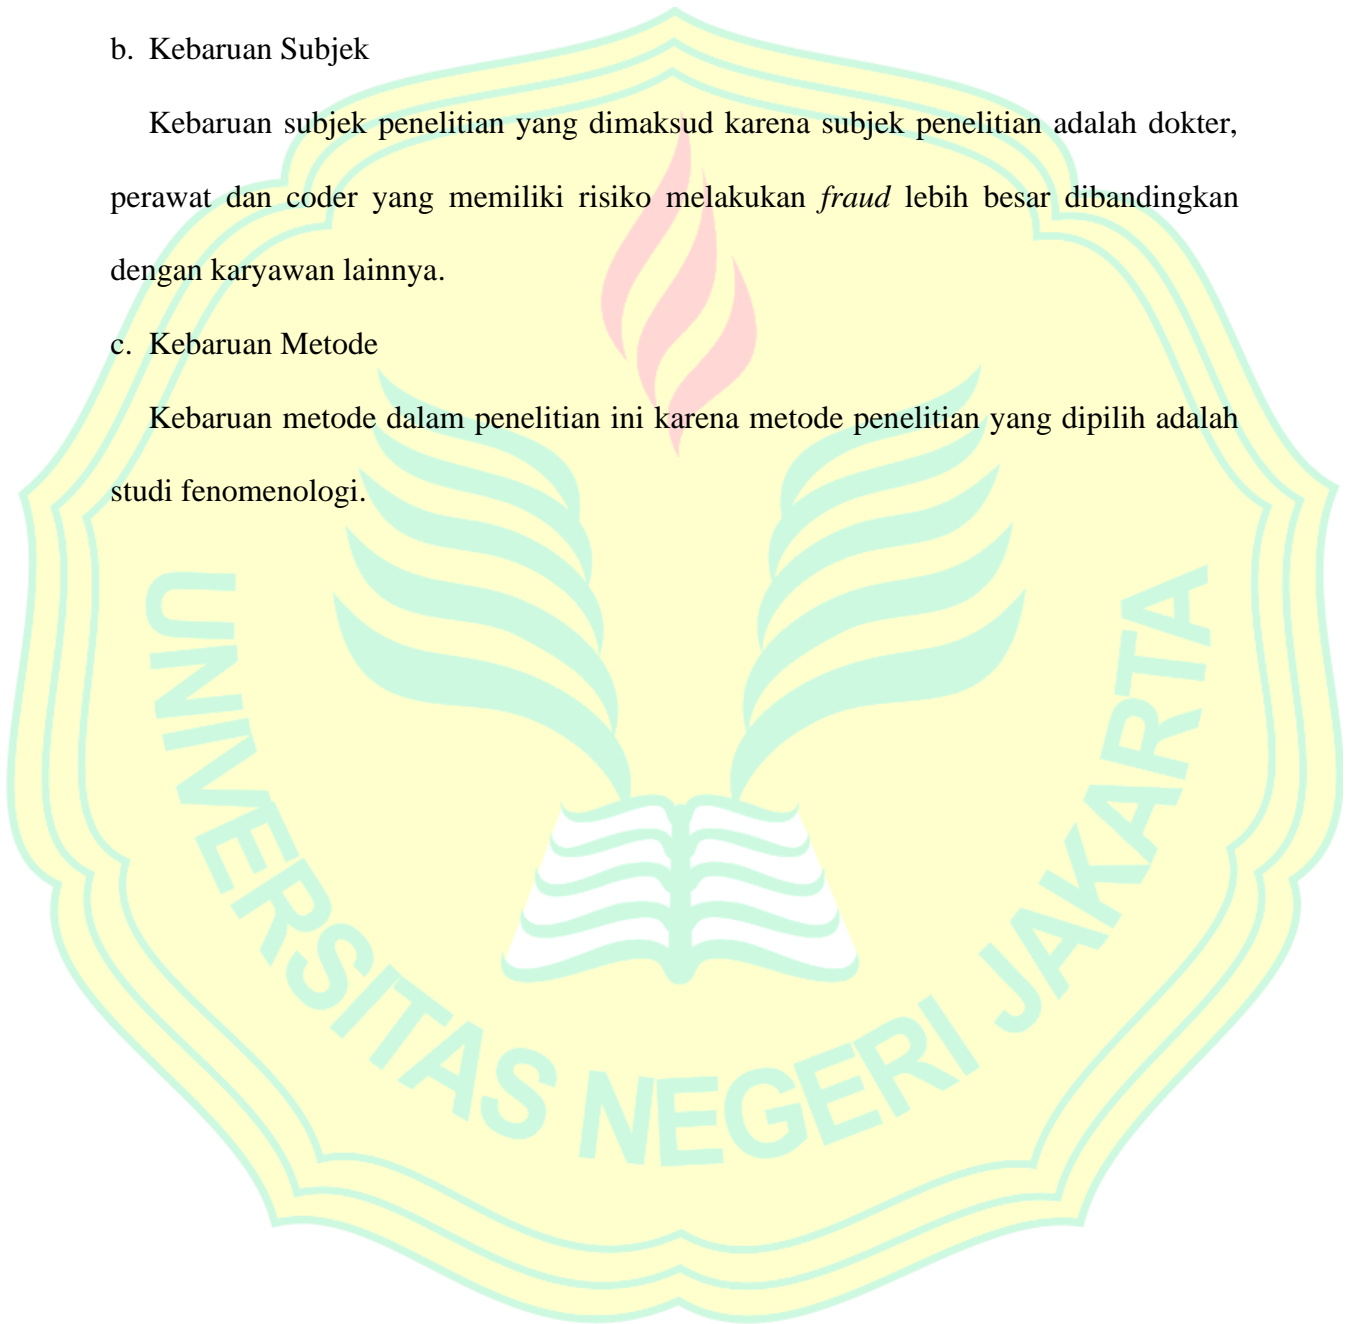 b. Kebaruan Subjek
Kebaruan subjek penelitian yang dimaksud karena subjek penelitian adalah dokter,
perawat dan coder yang memiliki risiko melakukan fraud lebih besar dibandingkan
dengan karyawan lainnya.
c. Kebaruan Metode
Kebaruan metode dalam penelitian ini karena metode penelitian yang dipilih adalah
studi fenomenologi.
UNIVERSITAS NEGERI JAKARTA